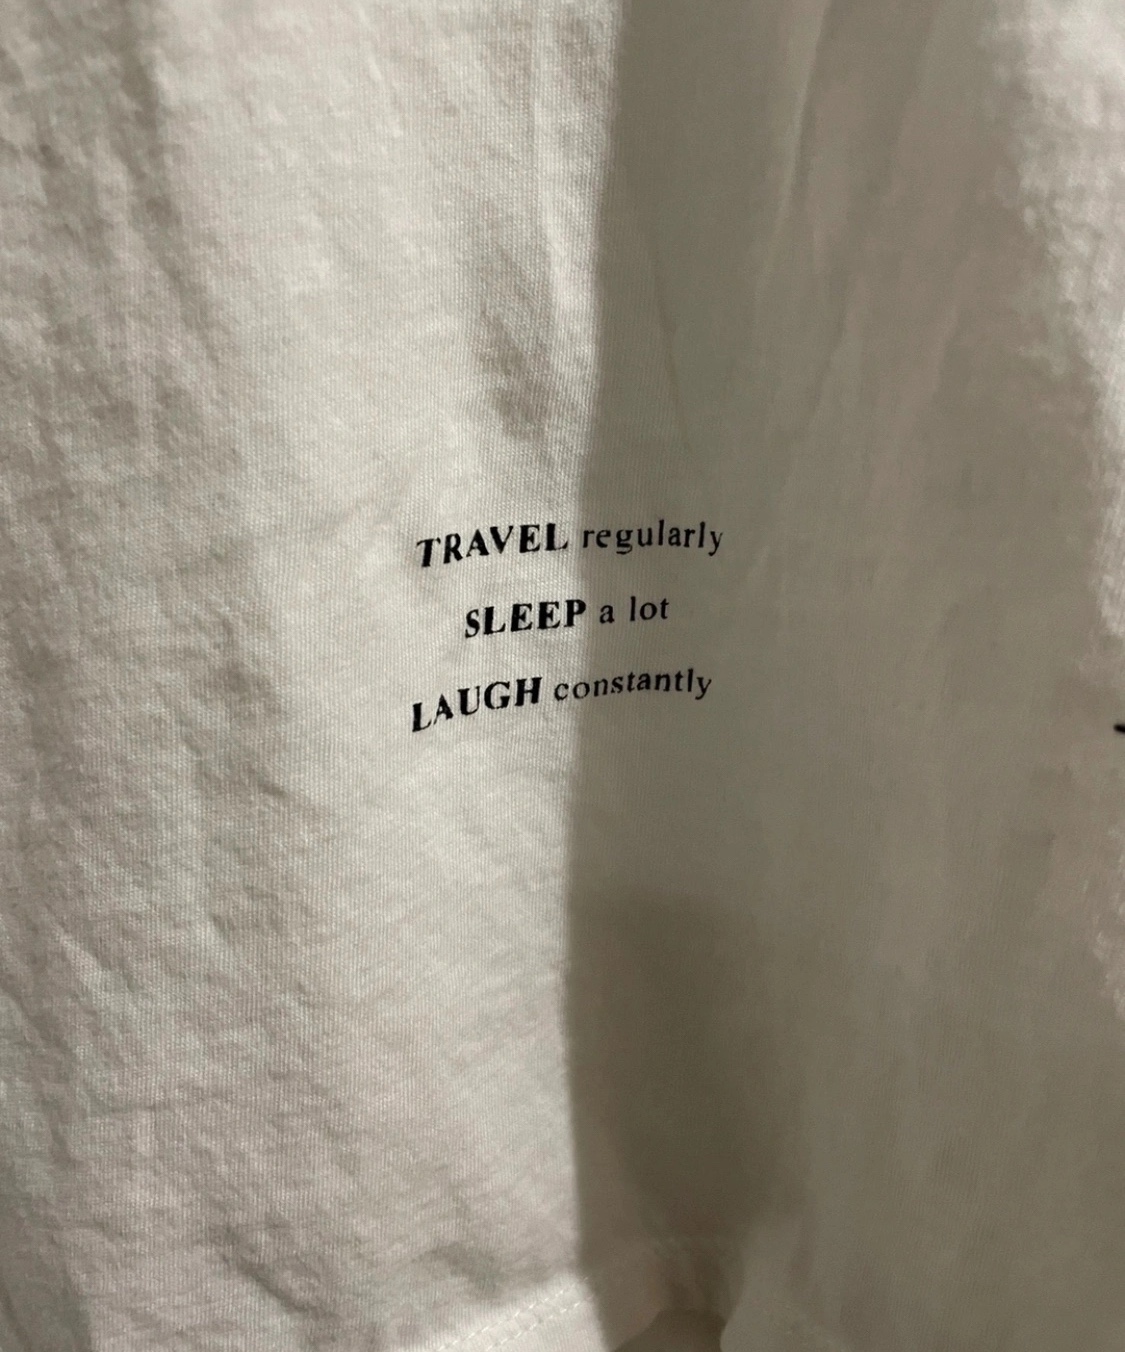 TRAVEL regularly
SLEEP a lot
LAUGH constantly